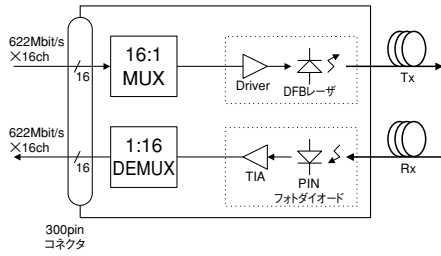 622Mbit/s
×16ch
16
16:1
MUX
Driver
DFBレーザ
Tx
622Mbit/s
×16ch
16
1:16
DEMUX
TIA
PIN
フォトダイオード
Rx
300pin
コネクタ